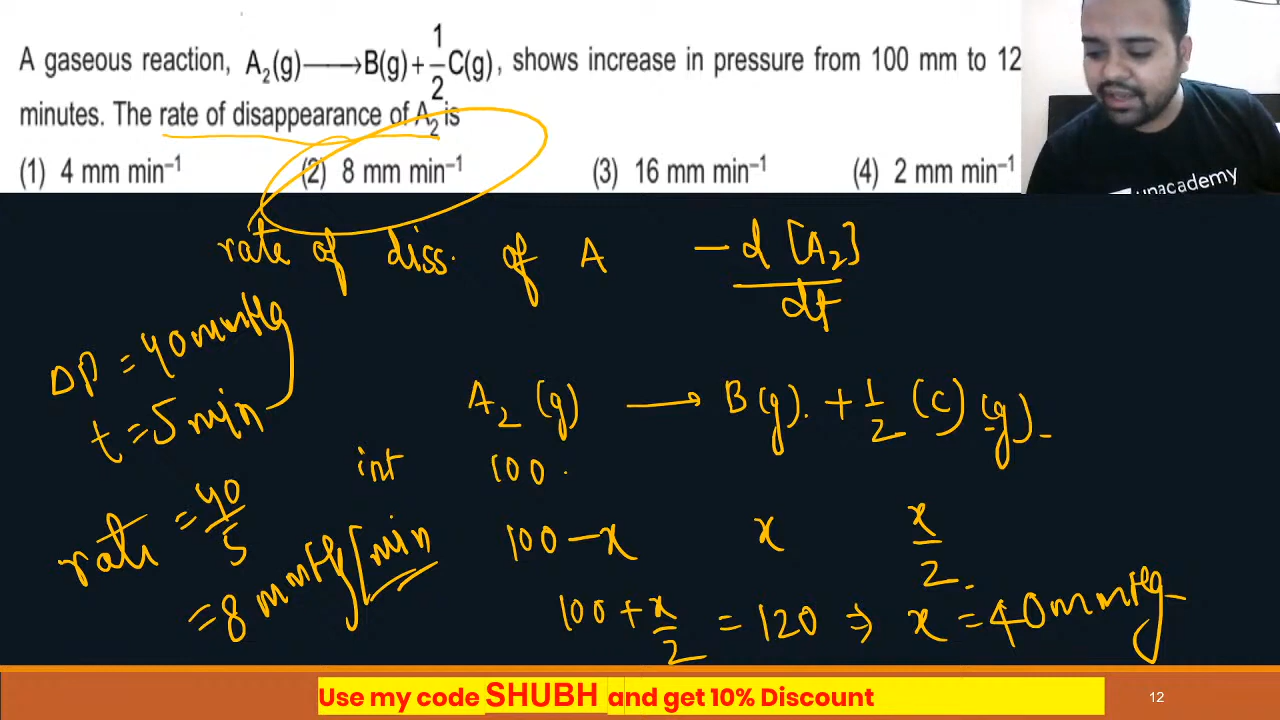 A gaseous reaction, A₂(g)⟶B(g)+1/2C(g), shows increase in pressure from 100 mm to 12
minutes. The rate of disappearance of A₂ is
(1) 4 mm min⁻¹ (2) 8 mm min⁻¹ (3) 16 mm min⁻¹ (4) 2 mm min⁻¹
unacademy
rate of diss. of A −d[A₂]/dt
ΔP = 40mmHg
t = 5 min
A₂(g) ⟶ B(g). + 1/2 (C)(g).
int 100
rate = 40/5
100−x x x/2
= 8 mmHg/min
100 + x/2 = 120 ⇒ x = 40mmHg
Use my code SHUBH and get 10% Discount
12